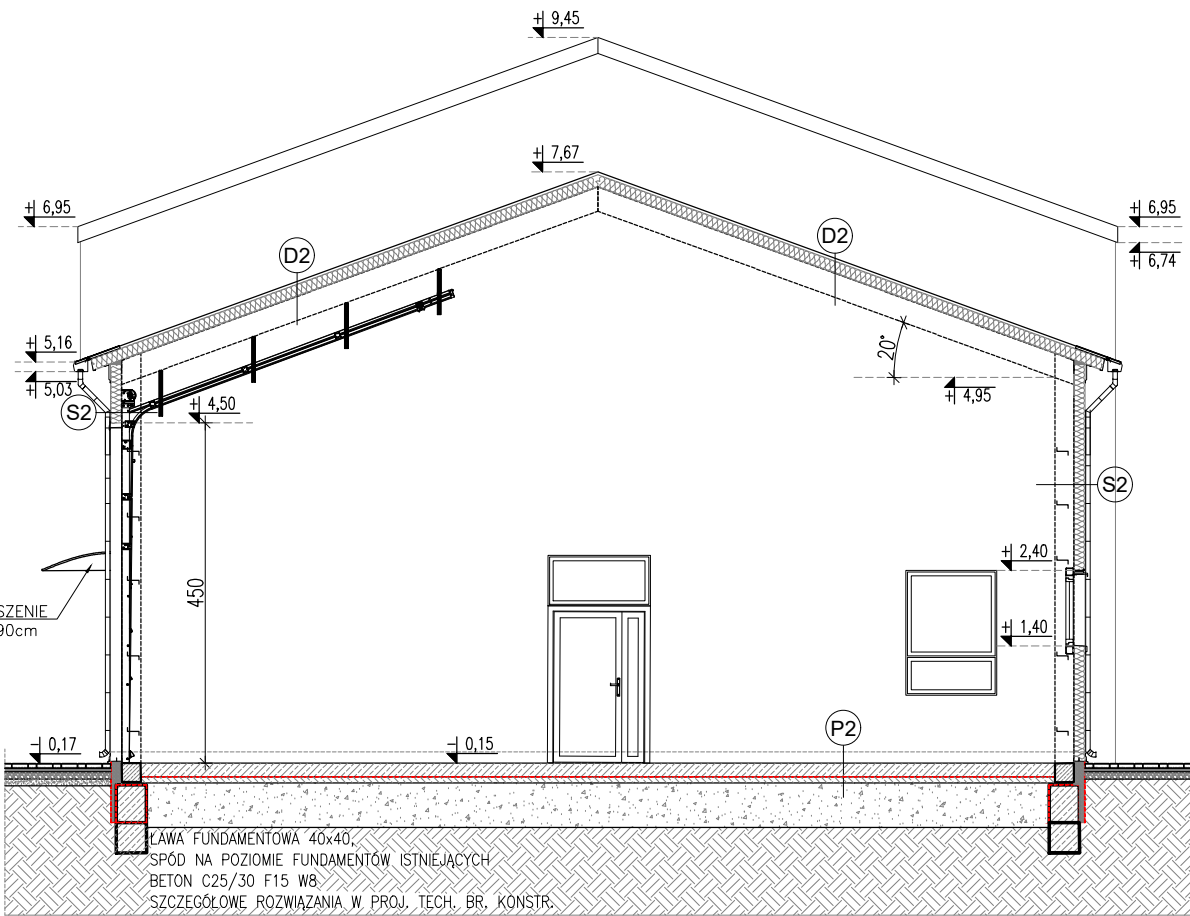 + 9,45
+ 7,67
+ 6,95
+ 6,95
D2
D2
+ 6,74
+ 5,16
20°
+ 5,03
+ 4,95
S2
+ 4,50
S2
+ 2,40
450
SZENIE
90cm
+ 1,40
P2
- 0,17
- 0,15
ŁAWA FUNDAMENTOWA 40x40,
SPÓD NA POZIOMIE FUNDAMENTÓW ISTNIEJĄCYCH
BETON C25/30 F15 W8
SZCZEGÓŁOWE ROZWIĄZANIA W PROJ. TECH. BR. KONSTR.